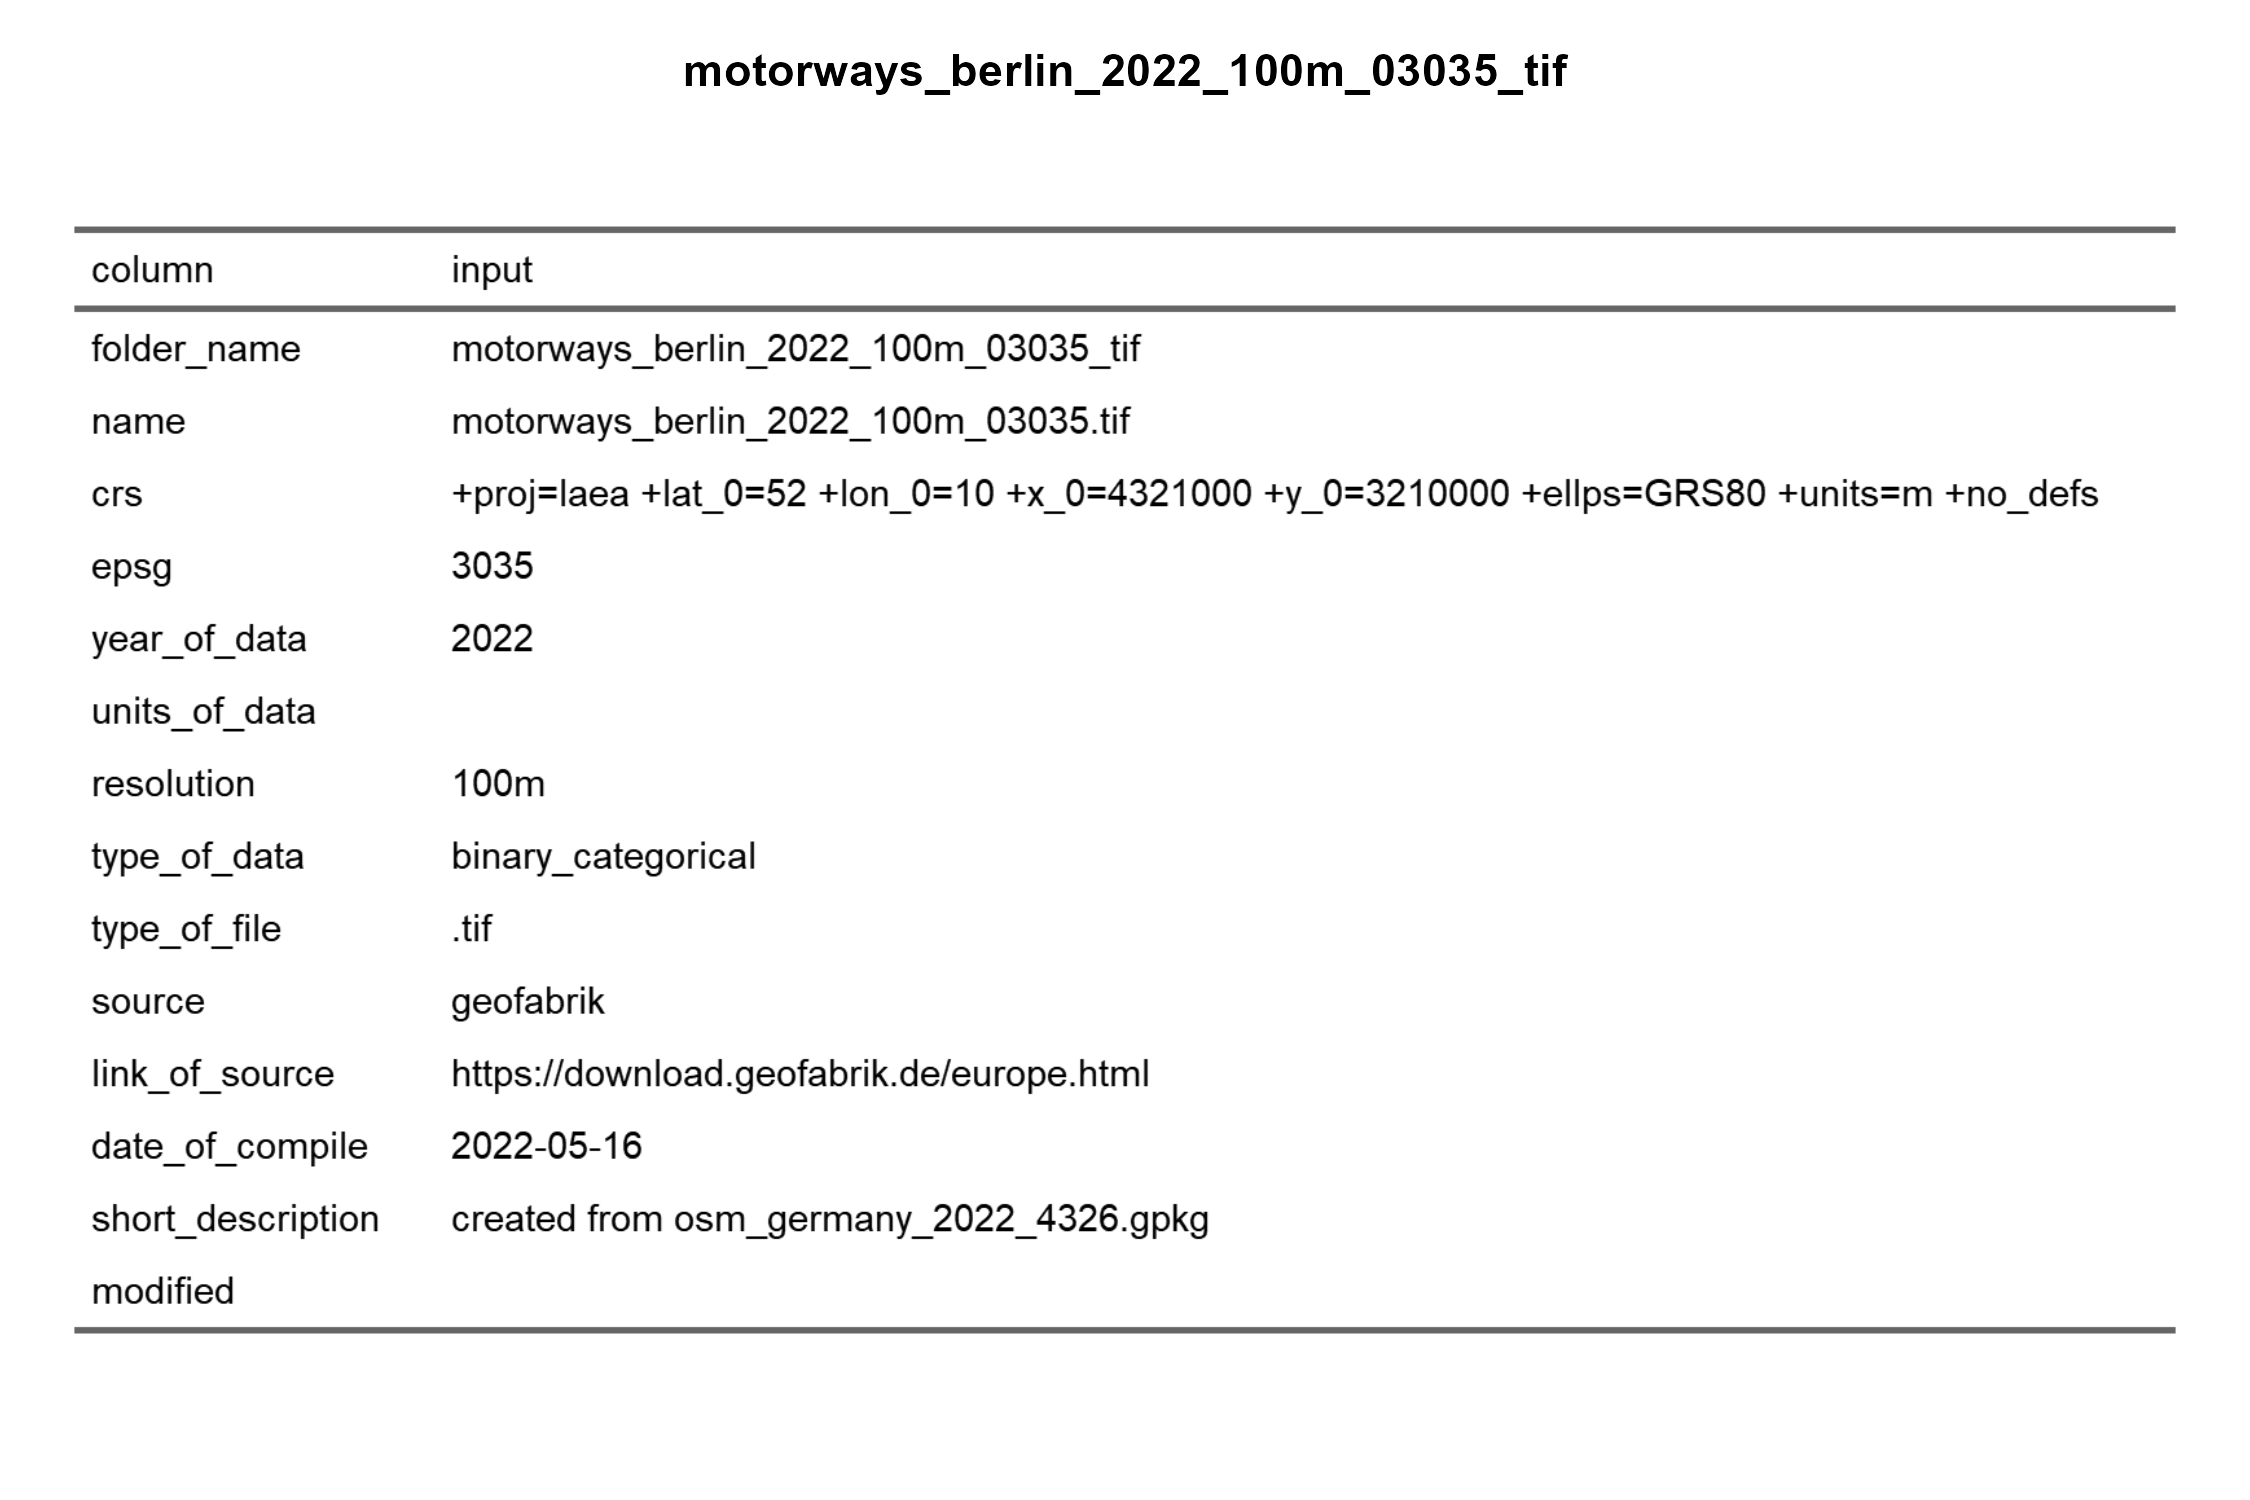 motorways_berlin_2022_100m_03035_tif
column input
folder_name motorways_berlin_2022_100m_03035_tif
name motorways_berlin_2022_100m_03035.tif
crs +proj=laea +lat_0=52 +lon_0=10 +x_0=4321000 +y_0=3210000 +ellps=GRS80 +units=m +no_defs
epsg 3035
year_of_data 2022
units_of_data
resolution 100m
type_of_data binary_categorical
type_of_file .tif
source geofabrik
link_of_source https://download.geofabrik.de/europe.html
date_of_compile 2022-05-16
short_description created from osm_germany_2022_4326.gpkg
modified